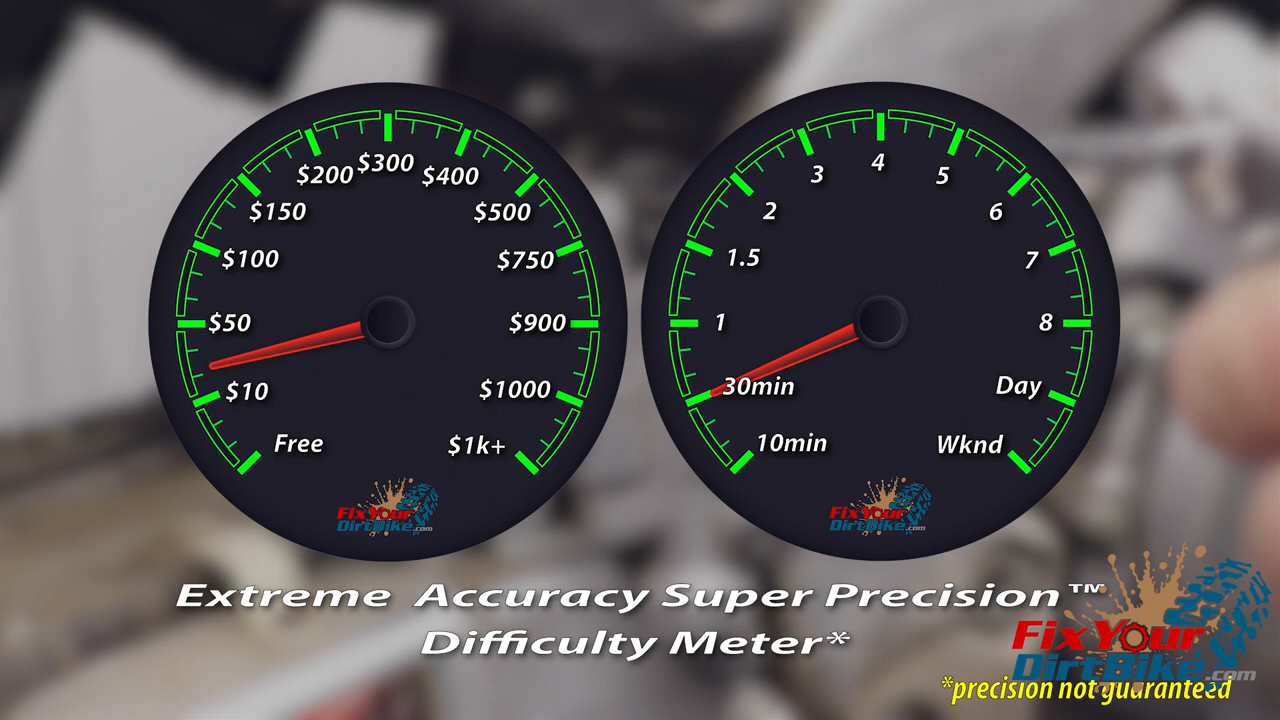 $200 $300 $400
$150 $500
$100 $750
$50 $900
$10 $1000
Free $1k+
FixYour
DirtBike.com
3 4 5
2 6
1.5 7
1 8
30min Day
10min Wknd
FixYour
DirtBike.com
Extreme Accuracy Super Precision™
Difficulty Meter*
FixYour
DirtBike.com
*precision not guaranteed